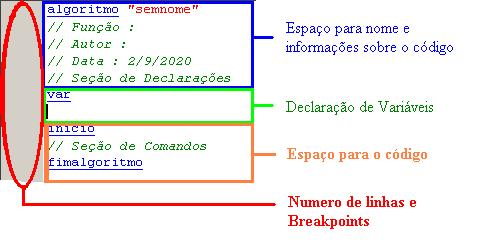 algoritmo "semnome"
// Função :
// Autor :
// Data : 2/9/2020
// Seção de Declarações
var
inicio
// Seção de Comandos
fimalgoritmo
Espaço para nome e
informações sobre o código
Declaração de Variáveis
Espaço para o código
Numero de linhas e
Breakpoints